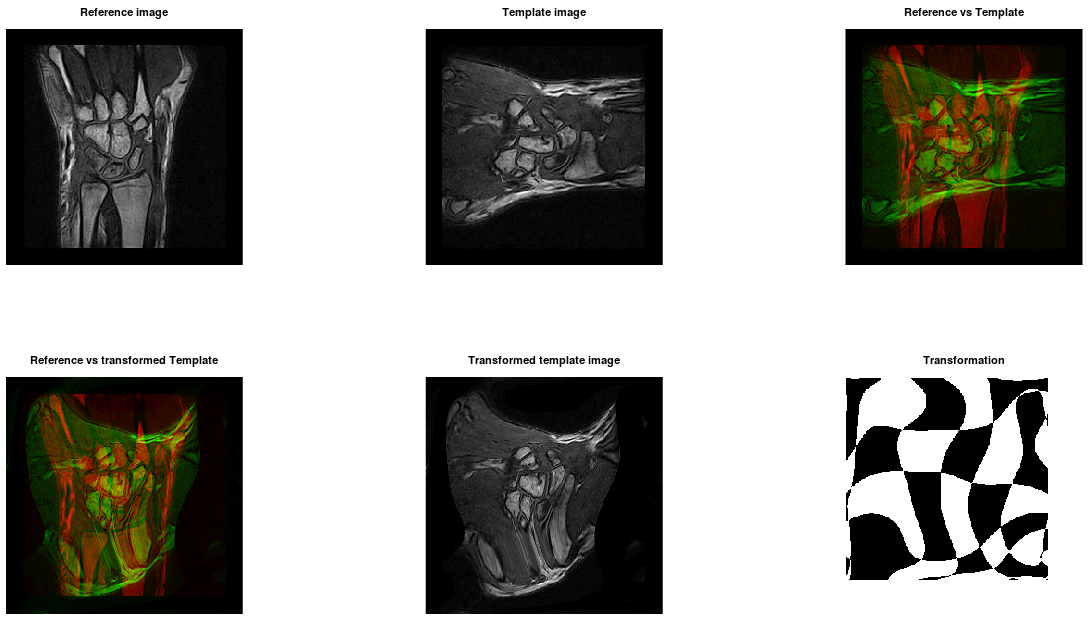 Reference image
Template image
Reference vs Template
Reference vs transformed Template
Transformed template image
Transformation